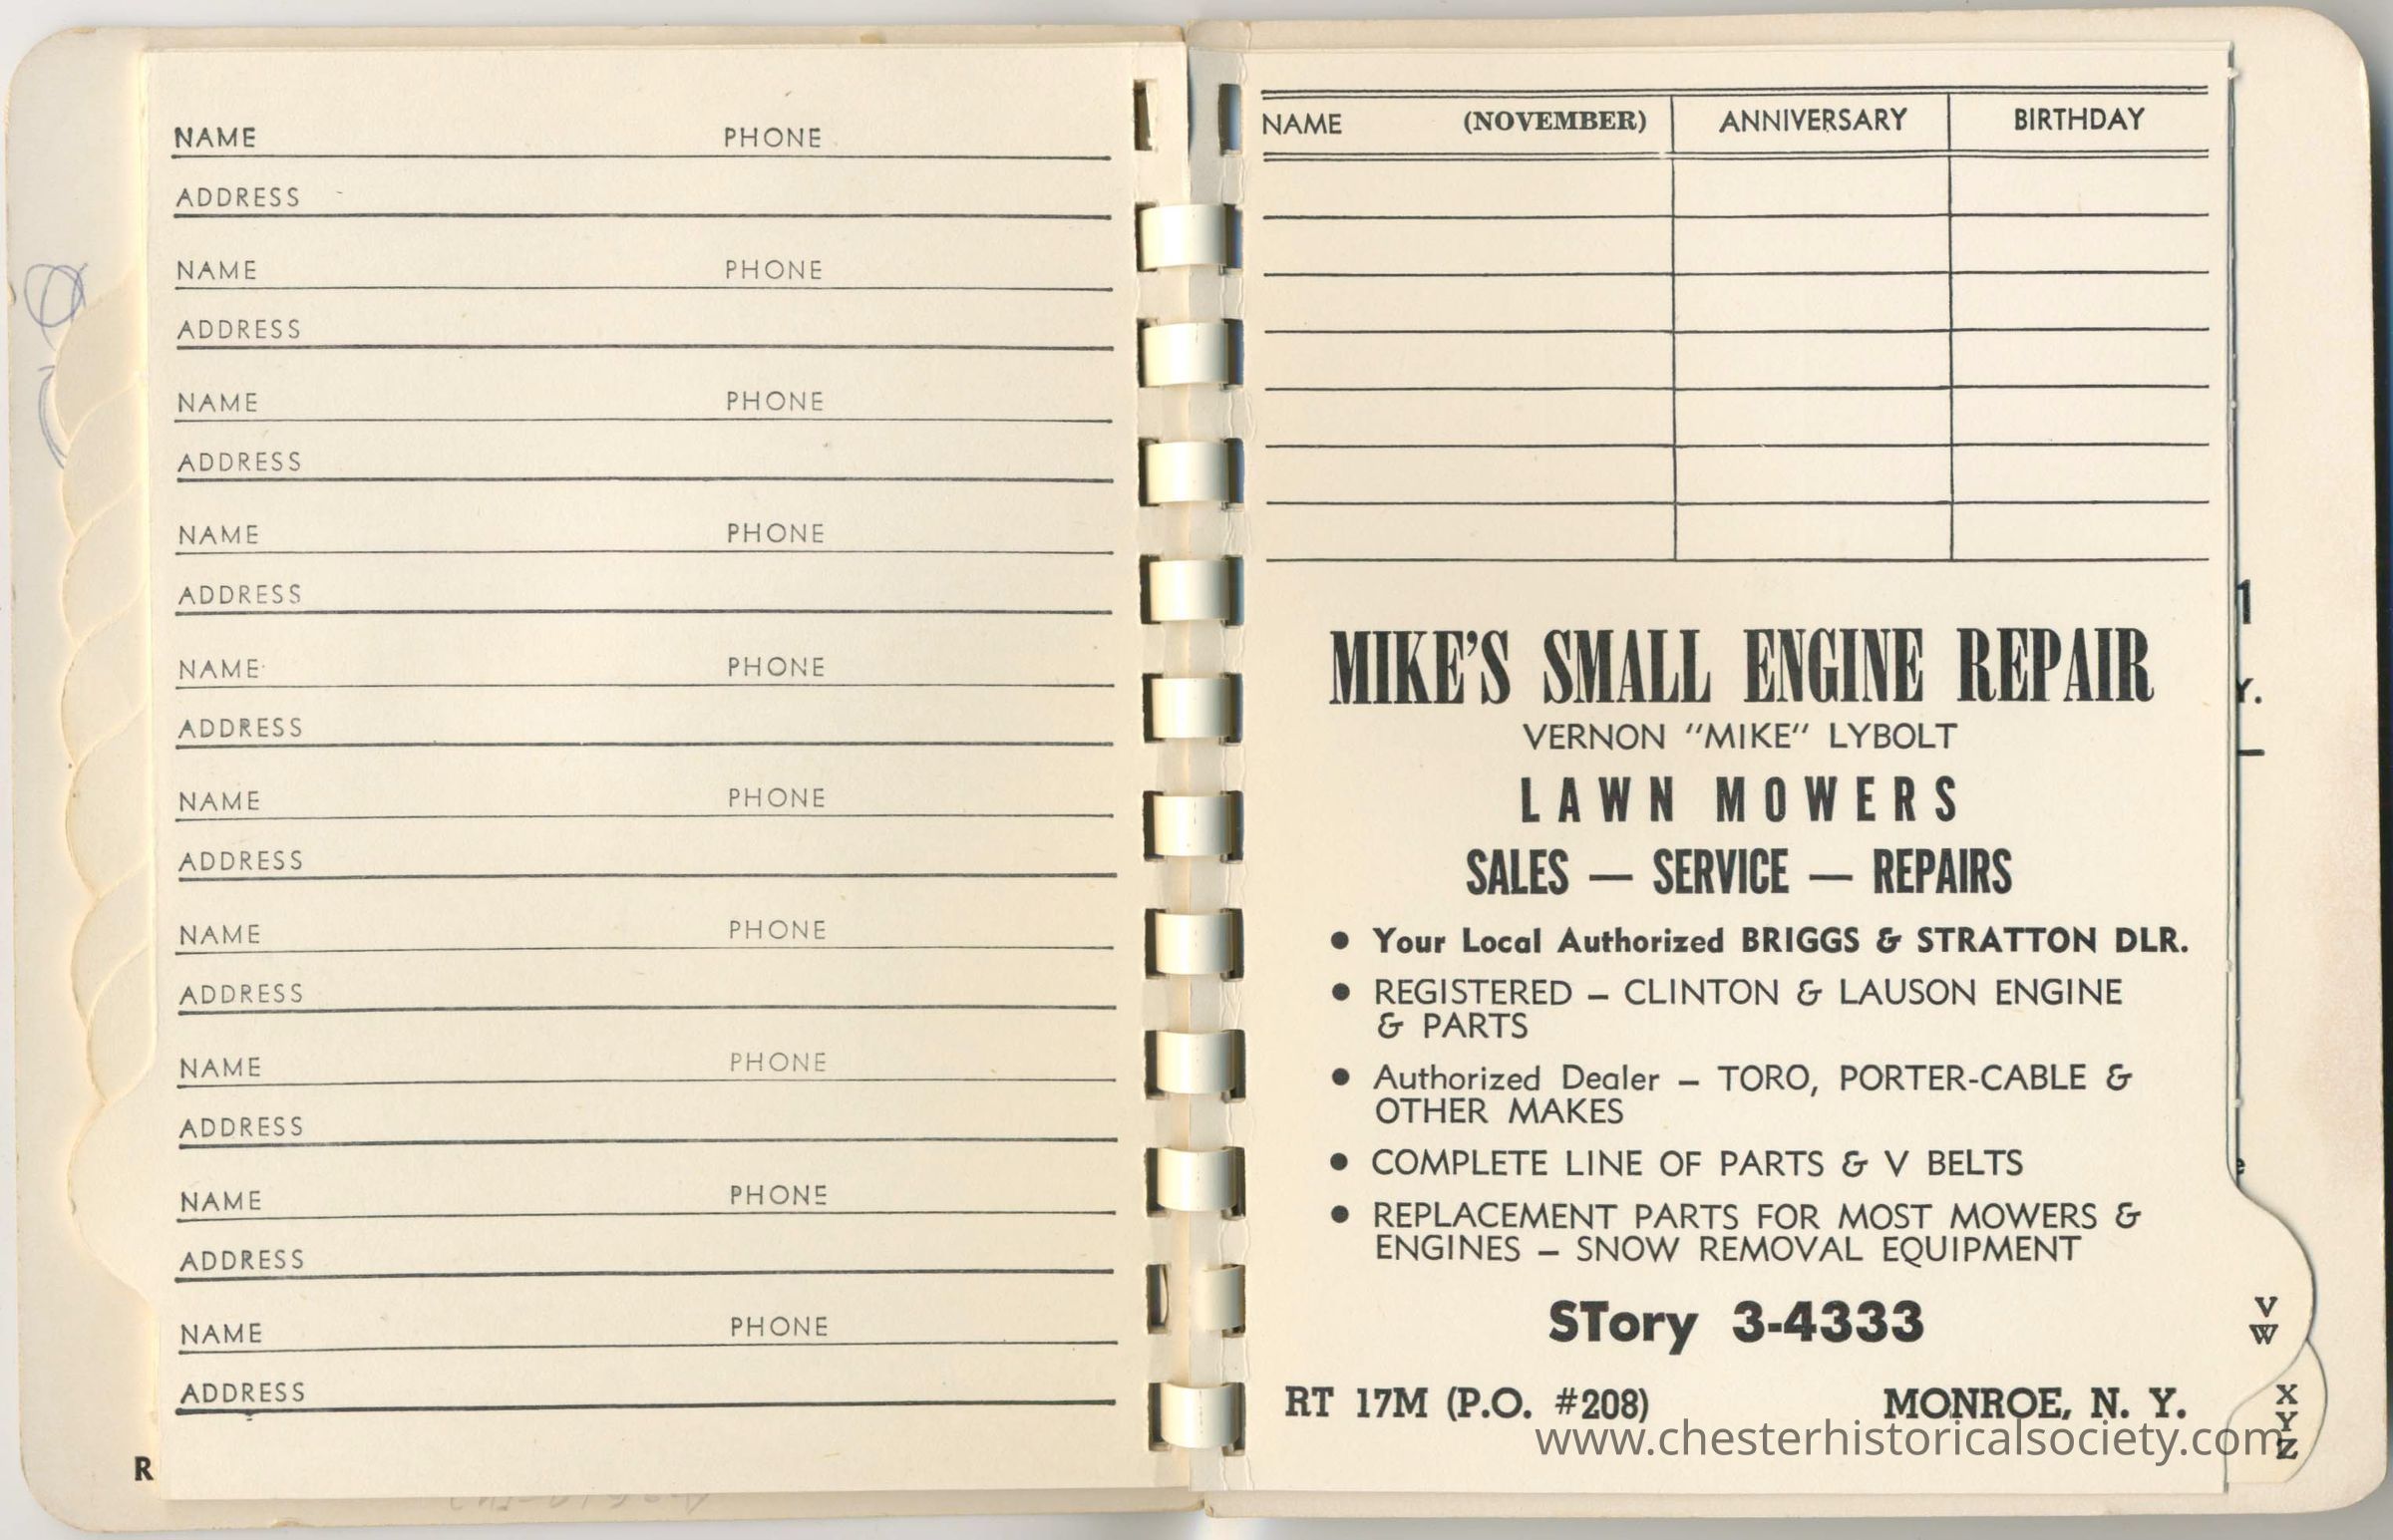 NAME PHONE
ADDRESS
NAME PHONE
ADDRESS
NAME PHONE
ADDRESS
NAME PHONE
ADDRESS
NAME PHONE
ADDRESS
NAME PHONE
ADDRESS
NAME PHONE
ADDRESS
NAME PHONE
ADDRESS
NAME PHONE
ADDRESS
NAME PHONE
ADDRESS
R
NAME (NOVEMBER) ANNIVERSARY BIRTHDAY
MIKE'S SMALL ENGINE REPAIR
VERNON "MIKE" LYBOLT
LAWN MOWERS
SALES — SERVICE — REPAIRS
● Your Local Authorized BRIGGS & STRATTON DLR.
● REGISTERED – CLINTON & LAUSON ENGINE
& PARTS
● Authorized Dealer – TORO, PORTER-CABLE &
OTHER MAKES
● COMPLETE LINE OF PARTS & V BELTS
● REPLACEMENT PARTS FOR MOST MOWERS &
ENGINES – SNOW REMOVAL EQUIPMENT
STory 3-4333
RT 17M (P.O. #208) MONROE, N. Y.
www.chesterhistoricalsociety.com
V
W
X
Y
Z